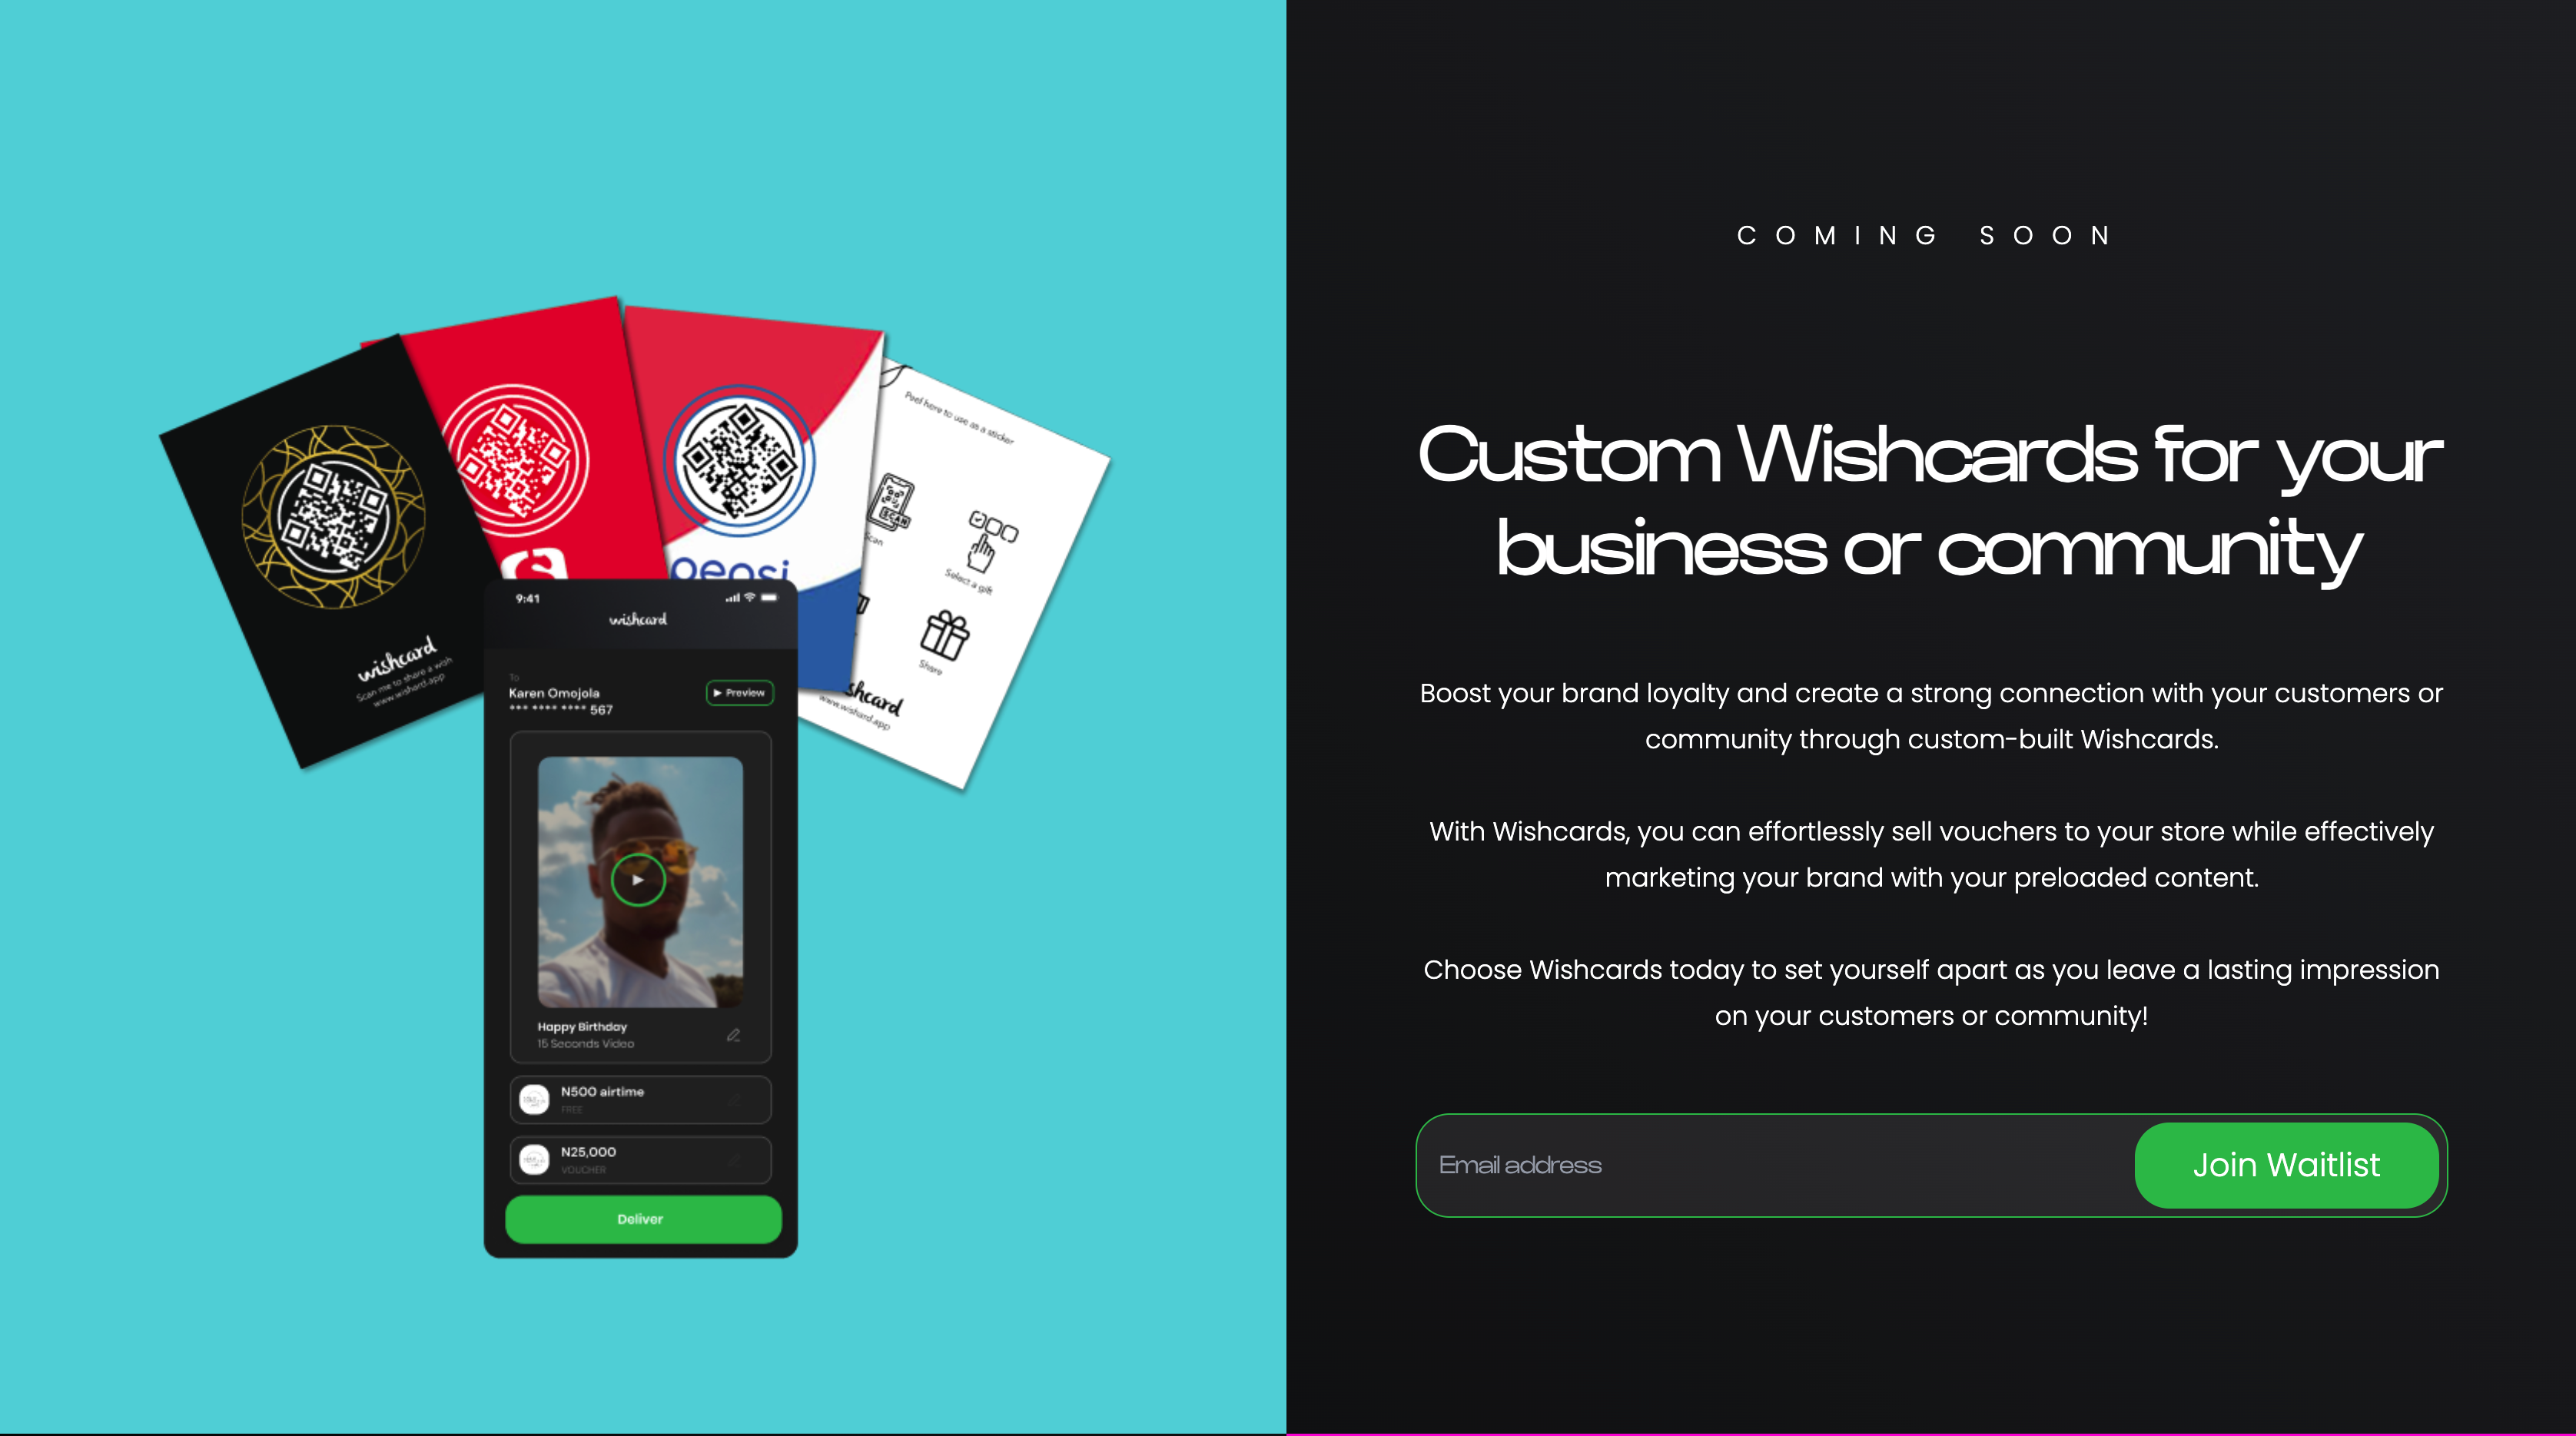 Peel here to use as a sticker
SCAN
Scan
Select a gift
Share
wishcard
Scan me to share a wish
www.wishard.app
pepsi
shcard
www.wishard.app
9:41
wishcard
To
Karen Omojola
*** **** **** 567
Preview
Happy Birthday
15 Seconds Video
N500 airtime
FREE
N25,000
VOUCHER
Deliver
COMING SOON
Custom Wishcards for your
business or community
Boost your brand loyalty and create a strong connection with your customers or
community through custom-built Wishcards.
With Wishcards, you can effortlessly sell vouchers to your store while effectively
marketing your brand with your preloaded content.
Choose Wishcards today to set yourself apart as you leave a lasting impression
on your customers or community!
Email address
Join Waitlist